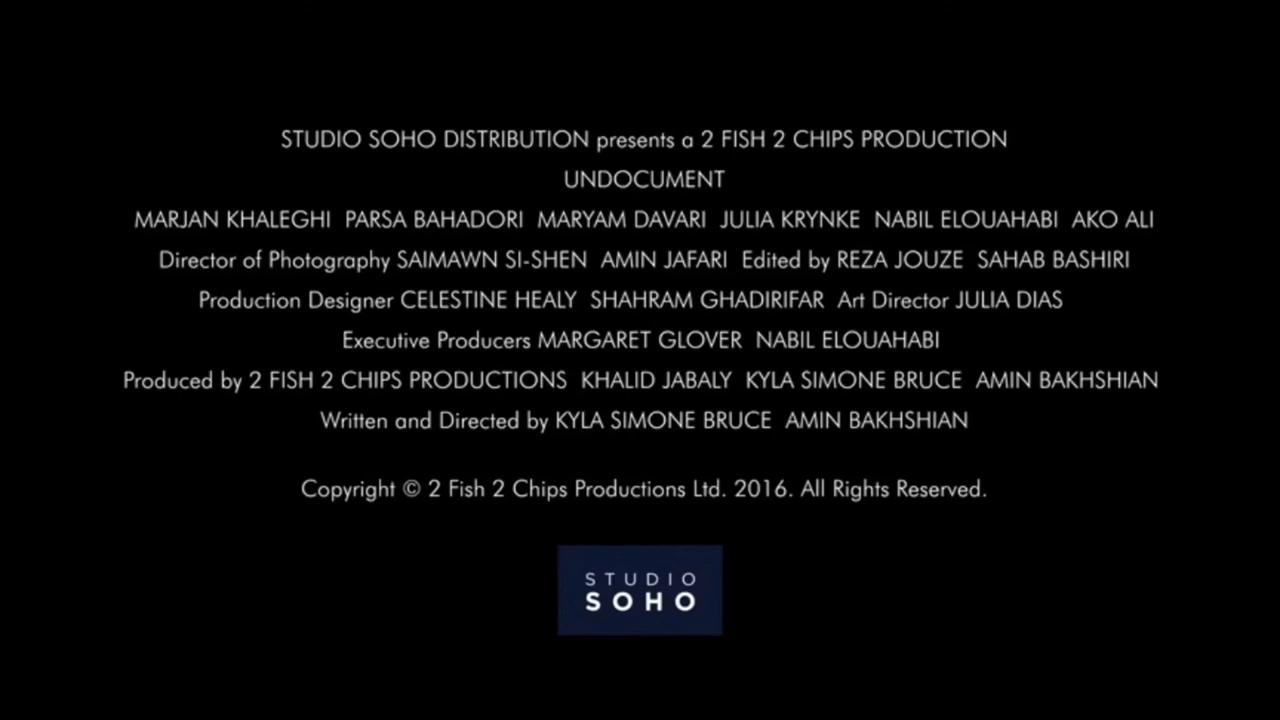 STUDIO SOHO DISTRIBUTION presents a 2 FISH 2 CHIPS PRODUCTION
UNDOCUMENT
MARJAN KHALEGHI PARSA BAHADORI MARYAM DAVARI JULIA KRYNKE NABIL ELOUAHABI AKO ALI
Director of Photography SAIMAWN SI-SHEN AMIN JAFARI Edited by REZA JOUZE SAHAB BASHIRI
Production Designer CELESTINE HEALY SHAHRAM GHADIRIFAR Art Director JULIA DIAS
Executive Producers MARGARET GLOVER NABIL ELOUAHABI
Produced by 2 FISH 2 CHIPS PRODUCTIONS KHALID JABALY KYLA SIMONE BRUCE AMIN BAKHSHIAN
Written and Directed by KYLA SIMONE BRUCE AMIN BAKHSHIAN
Copyright © 2 Fish 2 Chips Productions Ltd. 2016. All Rights Reserved.
STUDIO
SOHO